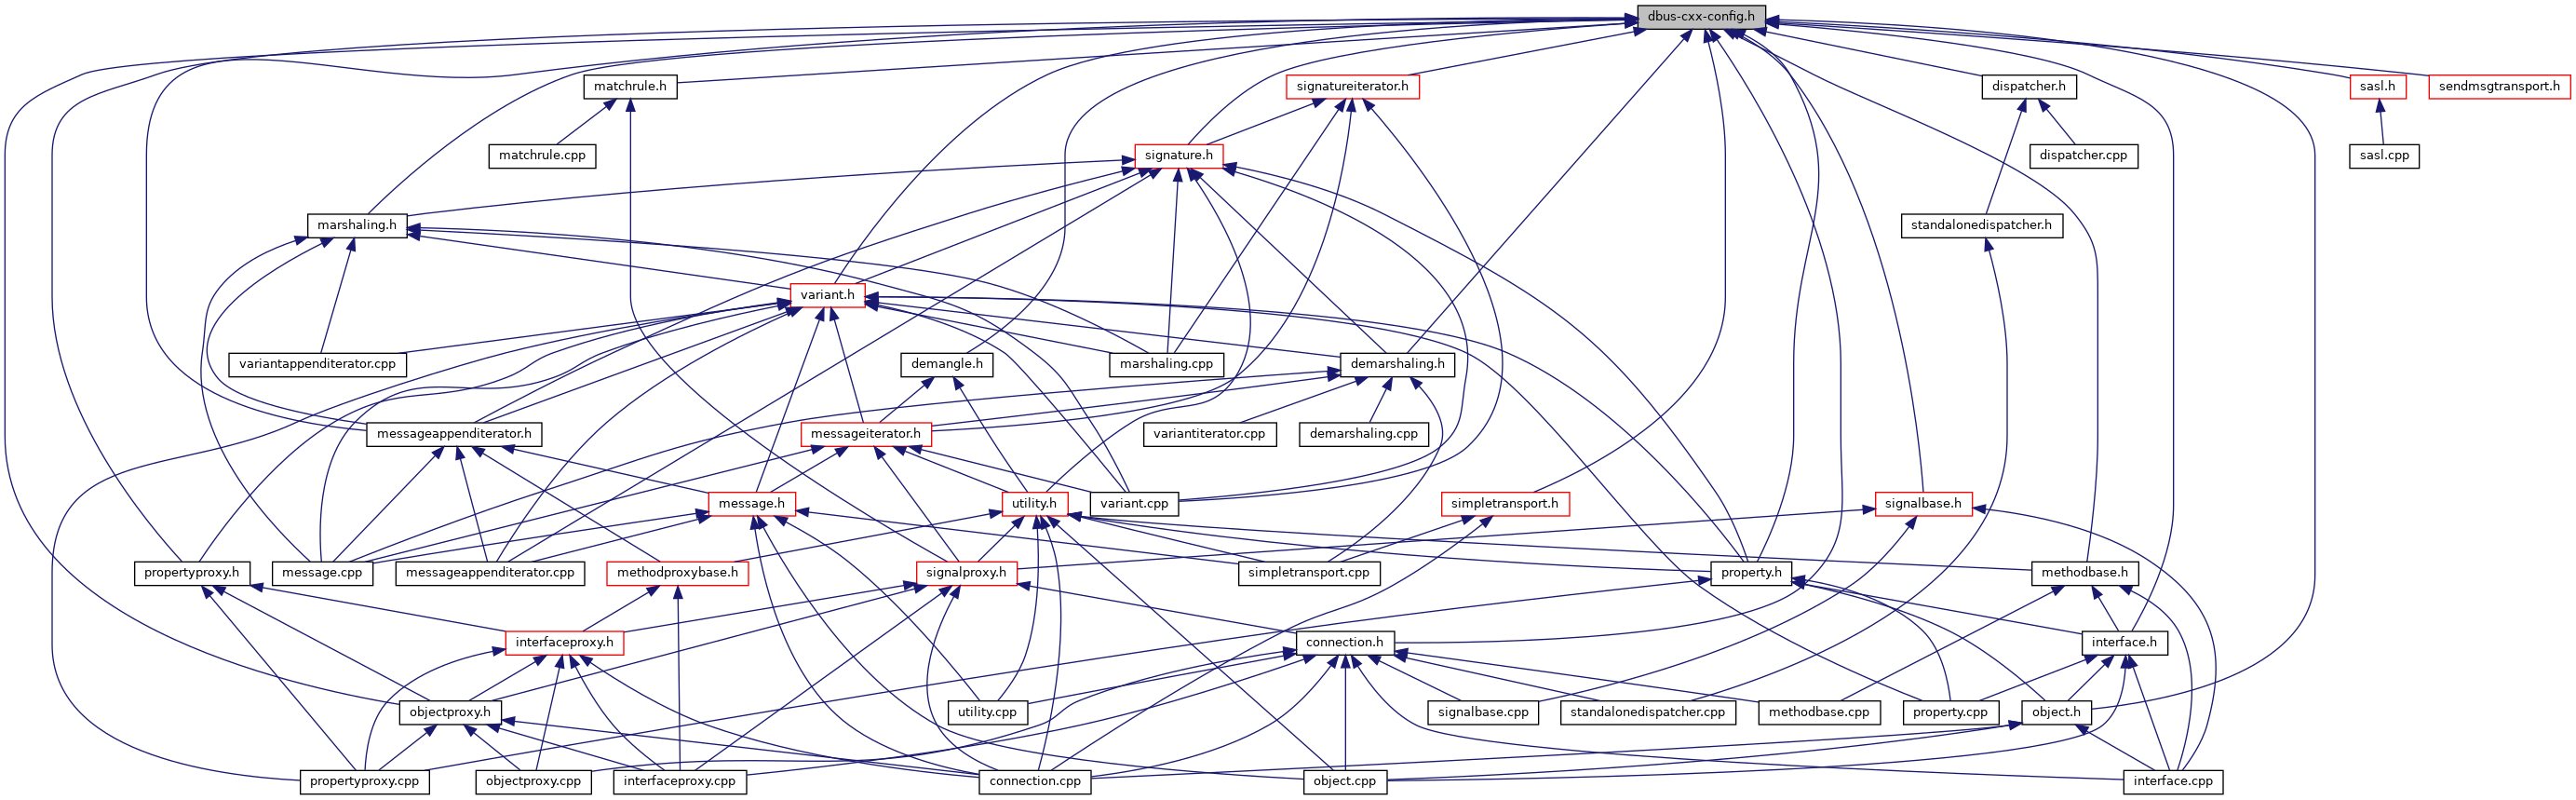 dbus-cxx-config.h
matchrule.h
signatureiterator.h
dispatcher.h
sasl.h
sendmsgtransport.h
matchrule.cpp
signature.h
dispatcher.cpp
sasl.cpp
marshaling.h
standalonedispatcher.h
variant.h
variantappenditerator.cpp
demangle.h
marshaling.cpp
demarshaling.h
messageappenditerator.h
messageiterator.h
variantiterator.cpp
demarshaling.cpp
message.h
utility.h
variant.cpp
simpletransport.h
signalbase.h
propertyproxy.h
message.cpp
messageappenditerator.cpp
methodproxybase.h
signalproxy.h
simpletransport.cpp
property.h
methodbase.h
interfaceproxy.h
connection.h
interface.h
objectproxy.h
utility.cpp
signalbase.cpp
standalonedispatcher.cpp
methodbase.cpp
property.cpp
object.h
propertyproxy.cpp
objectproxy.cpp
interfaceproxy.cpp
connection.cpp
object.cpp
interface.cpp